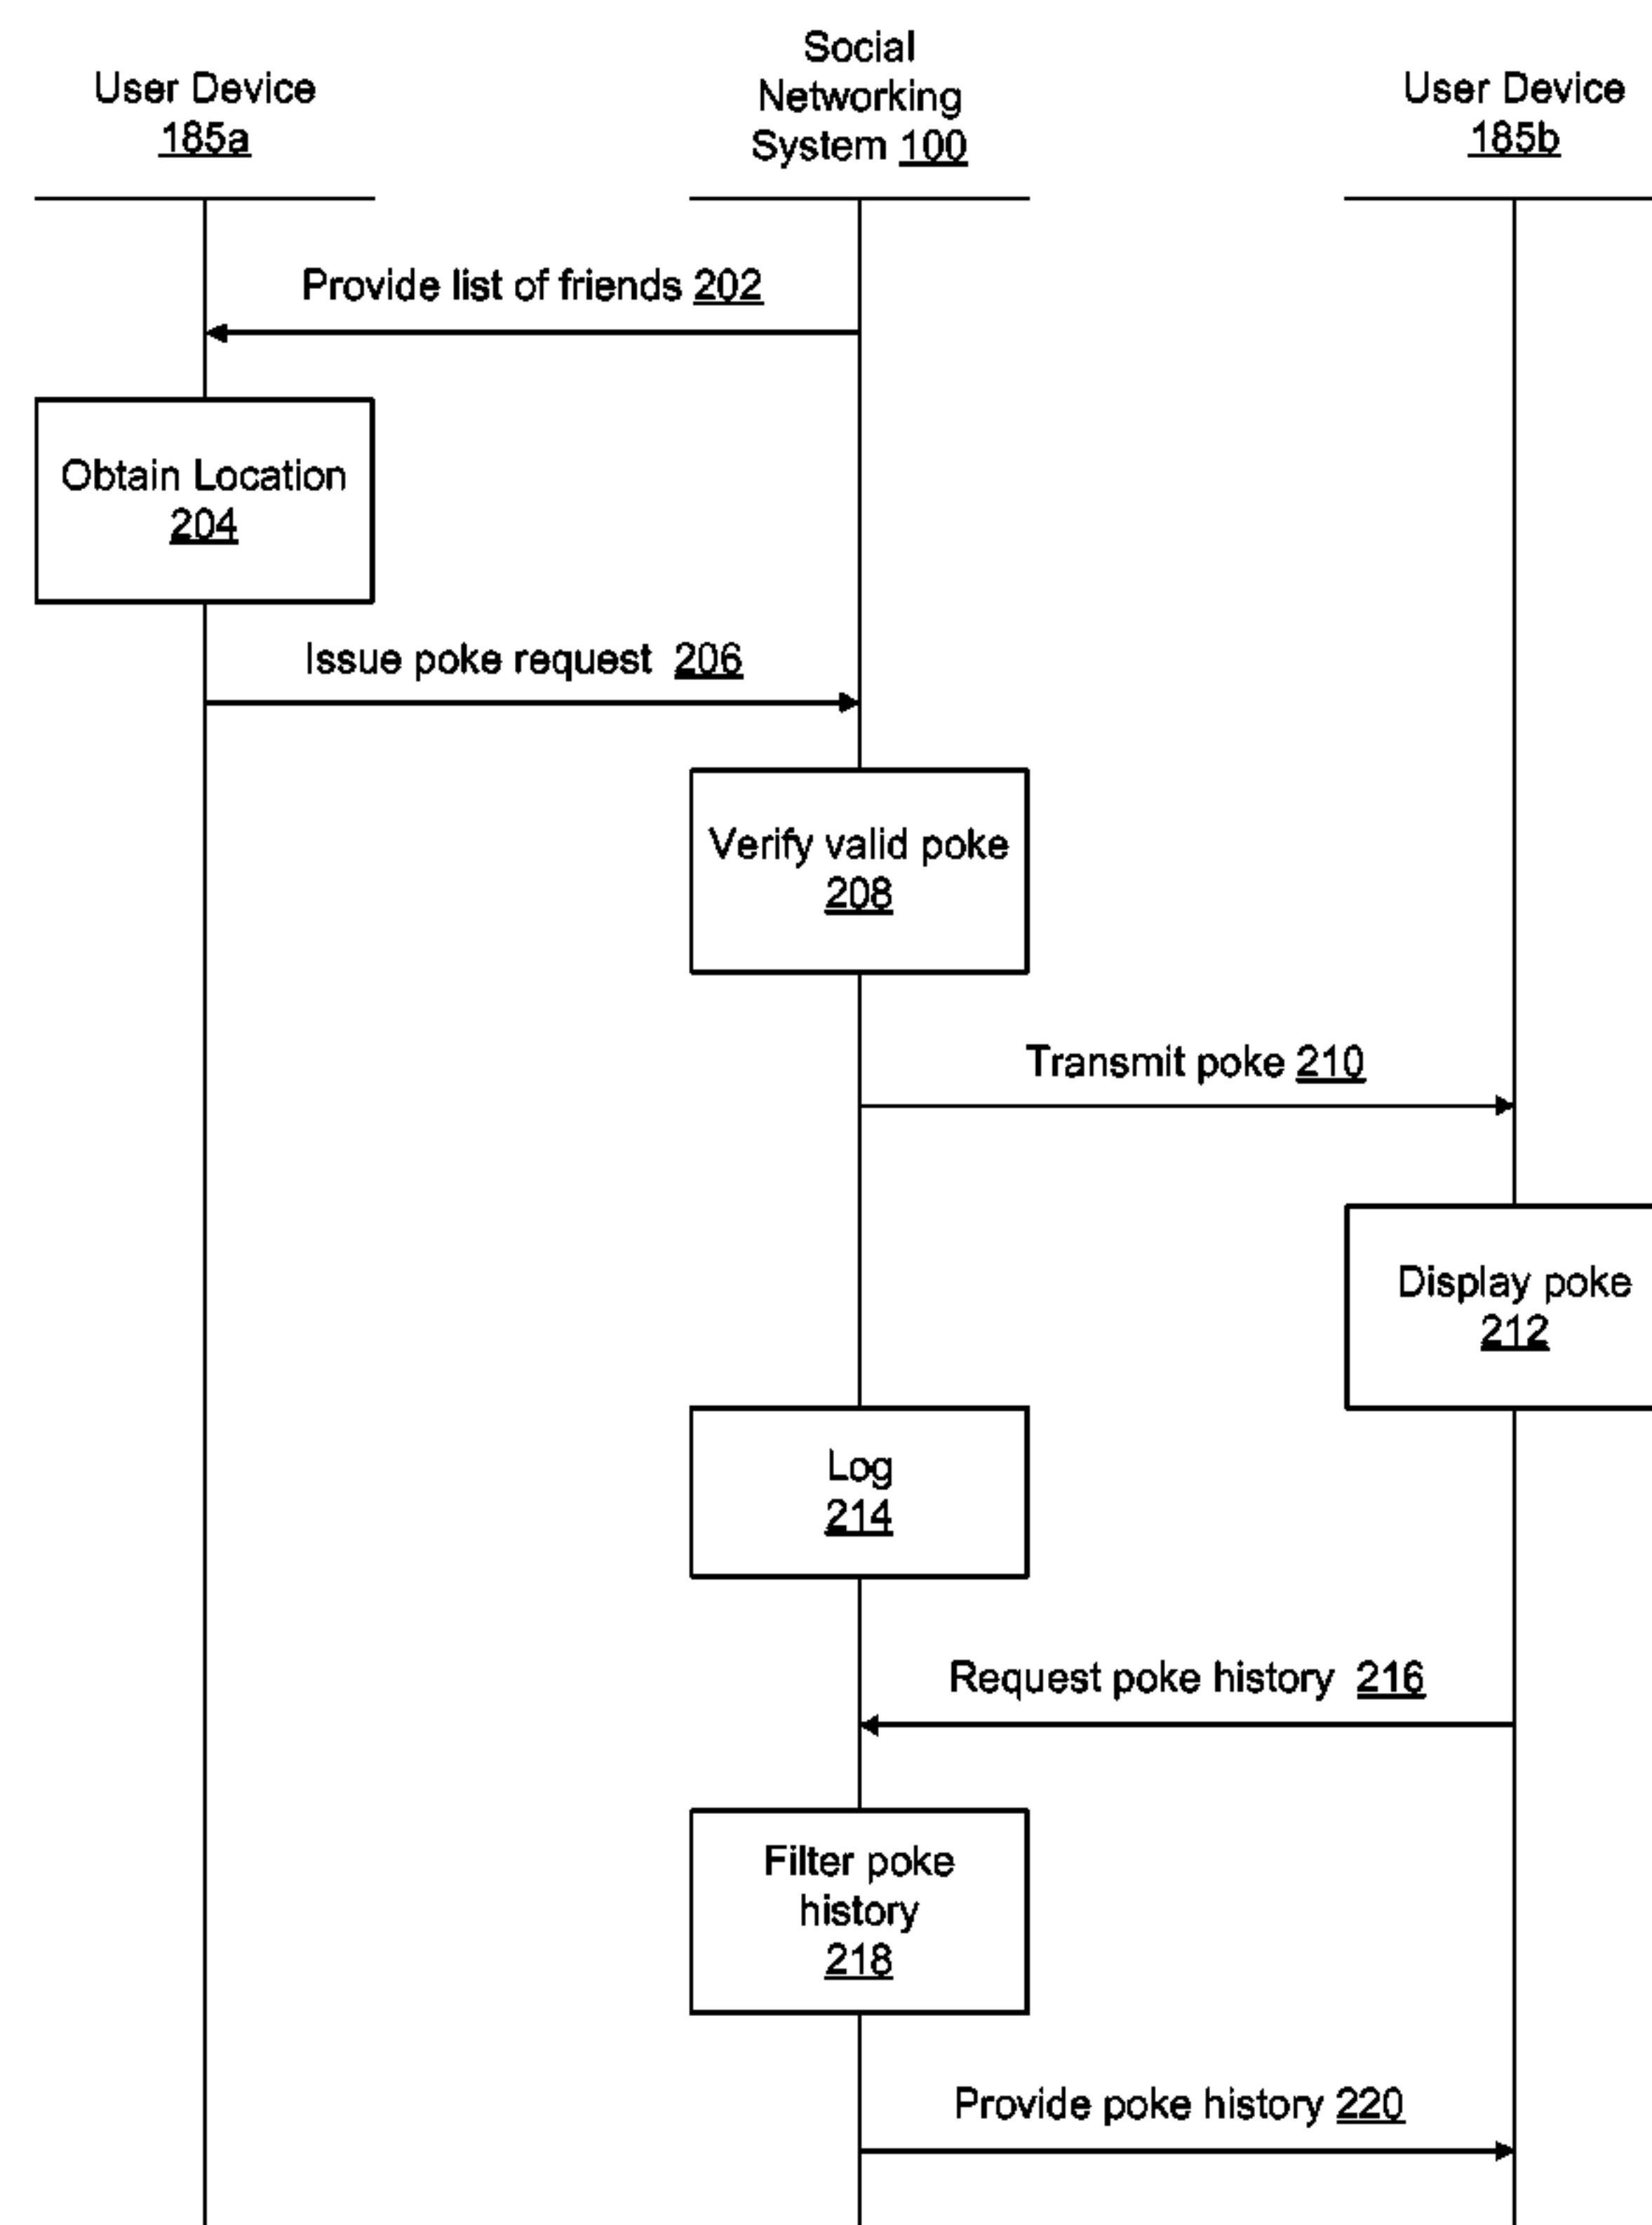 User Device
185a
Social
Networking
System 100
User Device
185b
Provide list of friends 202
Obtain Location
204
Issue poke request 206
Verify valid poke
208
Transmit poke 210
Display poke
212
Log
214
Request poke history 216
Filter poke
history
218
Provide poke history 220